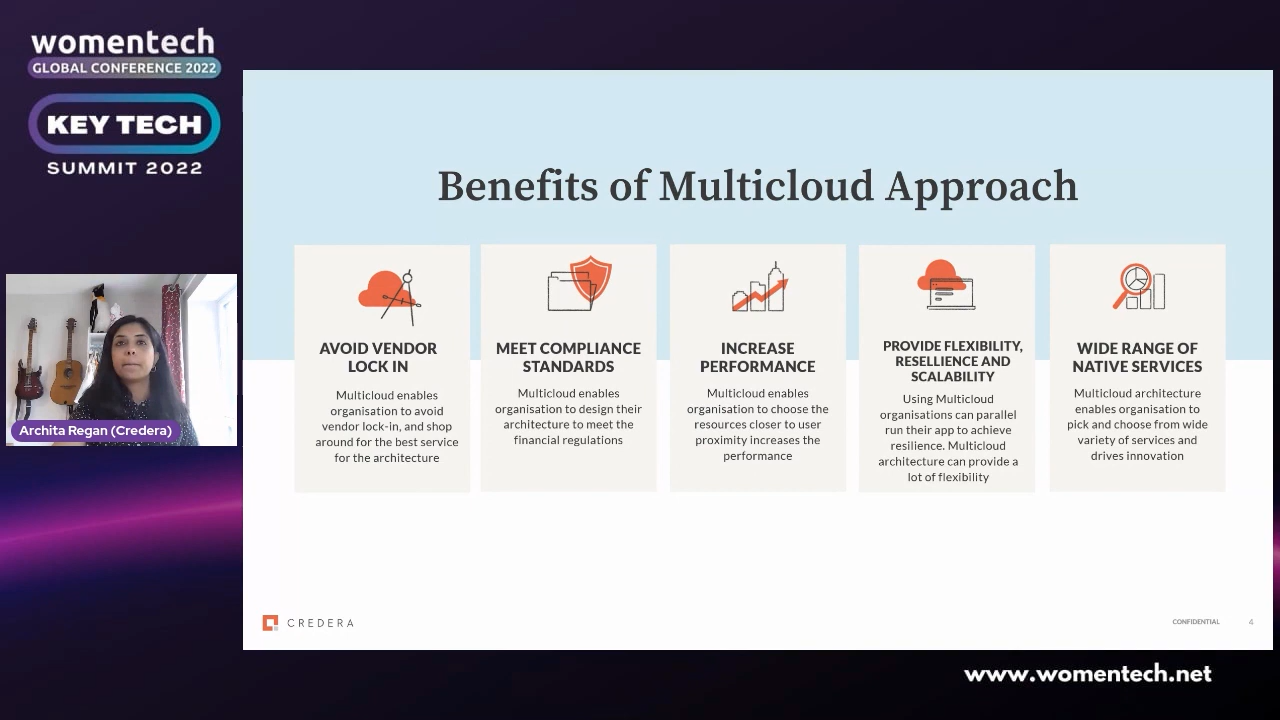 womentech
GLOBAL CONFERENCE 2022
KEY TECH
SUMMIT 2022
Archita Regan (Credera)
Benefits of Multicloud Approach
AVOID VENDOR
LOCK IN
Multicloud enables
organisation to avoid
vendor lock-in, and shop
around for the best service
for the architecture
MEET COMPLIANCE
STANDARDS
Multicloud enables
organisation to design their
architecture to meet the
financial regulations
INCREASE
PERFORMANCE
Multicloud enables
organisation to choose the
resources closer to user
proximity increases the
performance
PROVIDE FLEXIBILITY,
RESELLIENCE AND
SCALABILITY
Using Multicloud
organisations can parallel
run their app to achieve
resilience. Multicloud
architecture can provide a
lot of flexibility
WIDE RANGE OF
NATIVE SERVICES
Multicloud architecture
enables organisation to
pick and choose from wide
variety of services and
drives innovation
CREDERA
CONFIDENTIAL
4
www.womentech.net